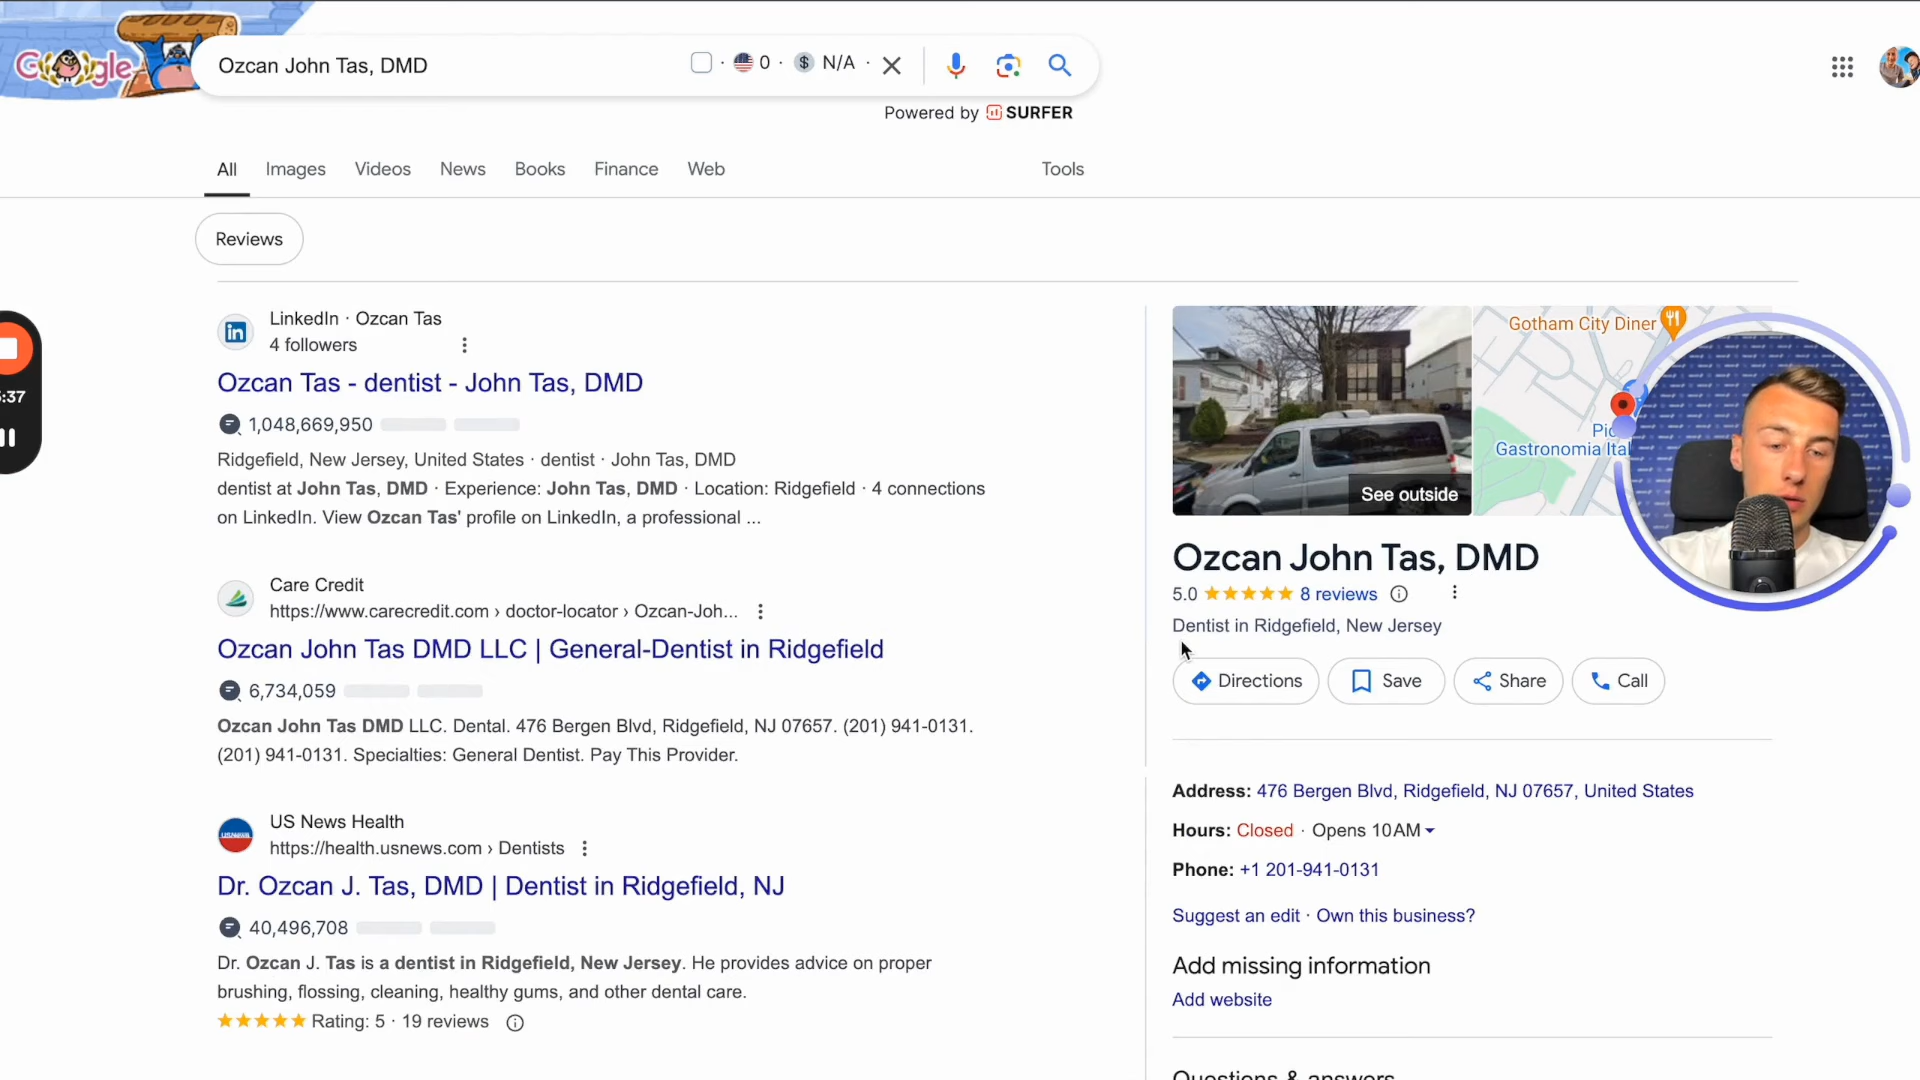 Google
Ozcan John Tas, DMD
· 0 · $ N/A ·
Powered by SURFER
All
Images
Videos
News
Books
Finance
Web
Tools
Reviews
LinkedIn · Ozcan Tas
4 followers
Ozcan Tas - dentist - John Tas, DMD
1,048,669,950
Ridgefield, New Jersey, United States · dentist · John Tas, DMD
dentist at John Tas, DMD · Experience: John Tas, DMD · Location: Ridgefield · 4 connections
on LinkedIn. View Ozcan Tas' profile on LinkedIn, a professional ...
Care Credit
https://www.carecredit.com › doctor-locator › Ozcan-Joh...
Ozcan John Tas DMD LLC | General-Dentist in Ridgefield
6,734,059
Ozcan John Tas DMD LLC. Dental. 476 Bergen Blvd, Ridgefield, NJ 07657. (201) 941-0131.
(201) 941-0131. Specialties: General Dentist. Pay This Provider.
US News Health
https://health.usnews.com › Dentists
Dr. Ozcan J. Tas, DMD | Dentist in Ridgefield, NJ
40,496,708
Dr. Ozcan J. Tas is a dentist in Ridgefield, New Jersey. He provides advice on proper
brushing, flossing, cleaning, healthy gums, and other dental care.
Rating: 5 · 19 reviews
:37
See outside
Gotham City Diner
Gastronomia
Ozcan John Tas, DMD
5.0 8 reviews
Dentist in Ridgefield, New Jersey
Directions
Save
Share
Call
Address: 476 Bergen Blvd, Ridgefield, NJ 07657, United States
Hours: Closed · Opens 10 AM
Phone: +1 201-941-0131
Suggest an edit · Own this business?
Add missing information
Add website
Questions & answers